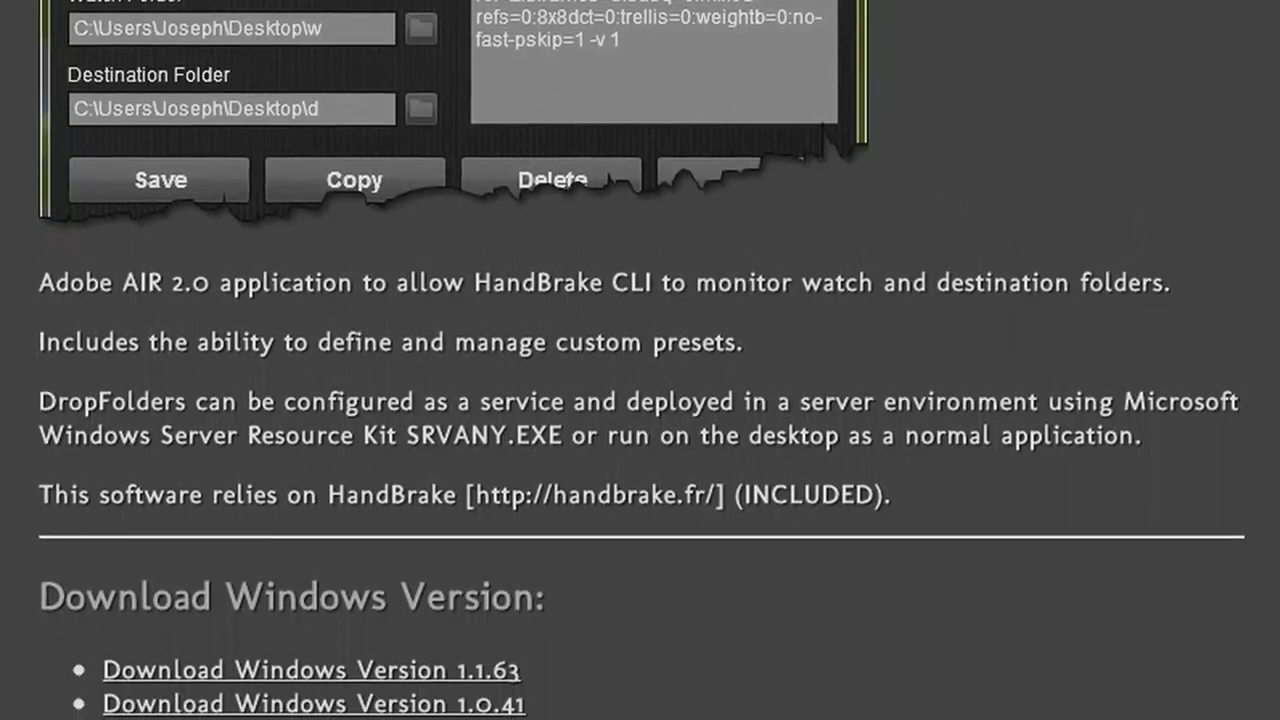 C:\Users\Joseph\Desktop\w
refs=0:8x8dct=0:trellis=0:weightb=0:no-
fast-pskip=1 -v 1
Destination Folder
C:\Users\Joseph\Desktop\d
Save Copy Delete
Adobe AIR 2.0 application to allow HandBrake CLI to monitor watch and destination folders.
Includes the ability to define and manage custom presets.
DropFolders can be configured as a service and deployed in a server environment using Microsoft
Windows Server Resource Kit SRVANY.EXE or run on the desktop as a normal application.
This software relies on HandBrake [http://handbrake.fr/] (INCLUDED).
Download Windows Version:
• Download Windows Version 1.1.63
• Download Windows Version 1.0.41